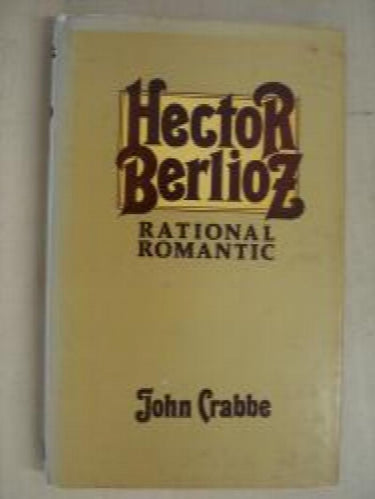 Hector
Berlioz
RATIONAL
ROMANTIC
John Crabbe